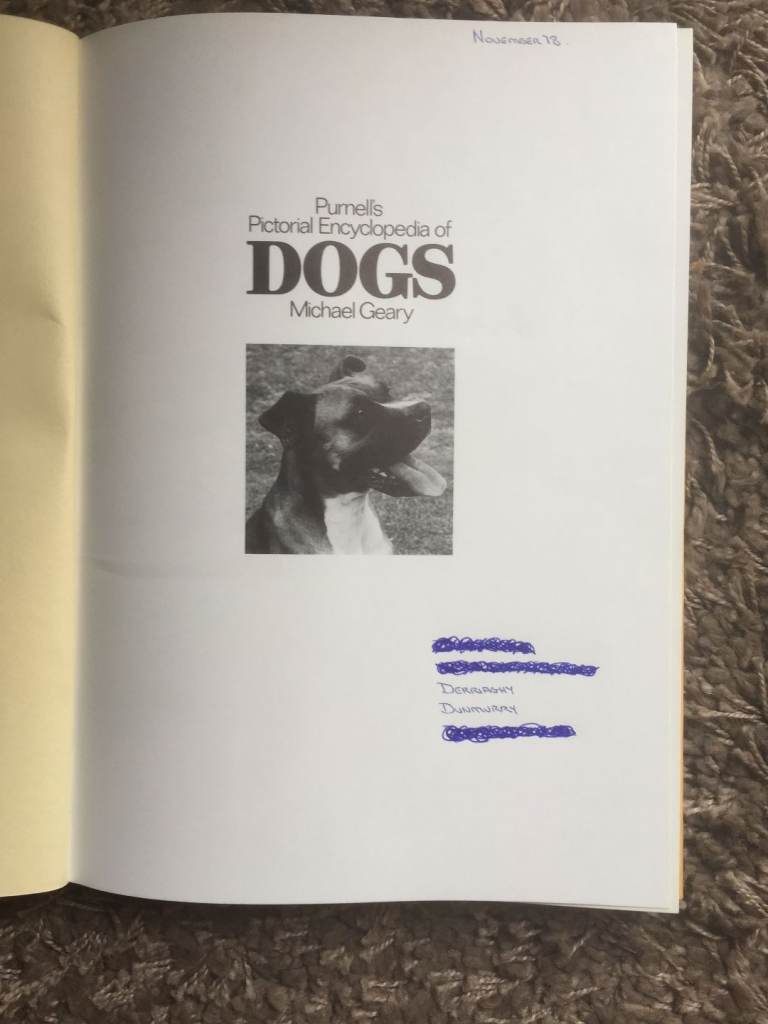 November 78.
Purnell's
Pictorial Encyclopedia of
DOGS
Michael Geary
Derriaghy
Dunmurry